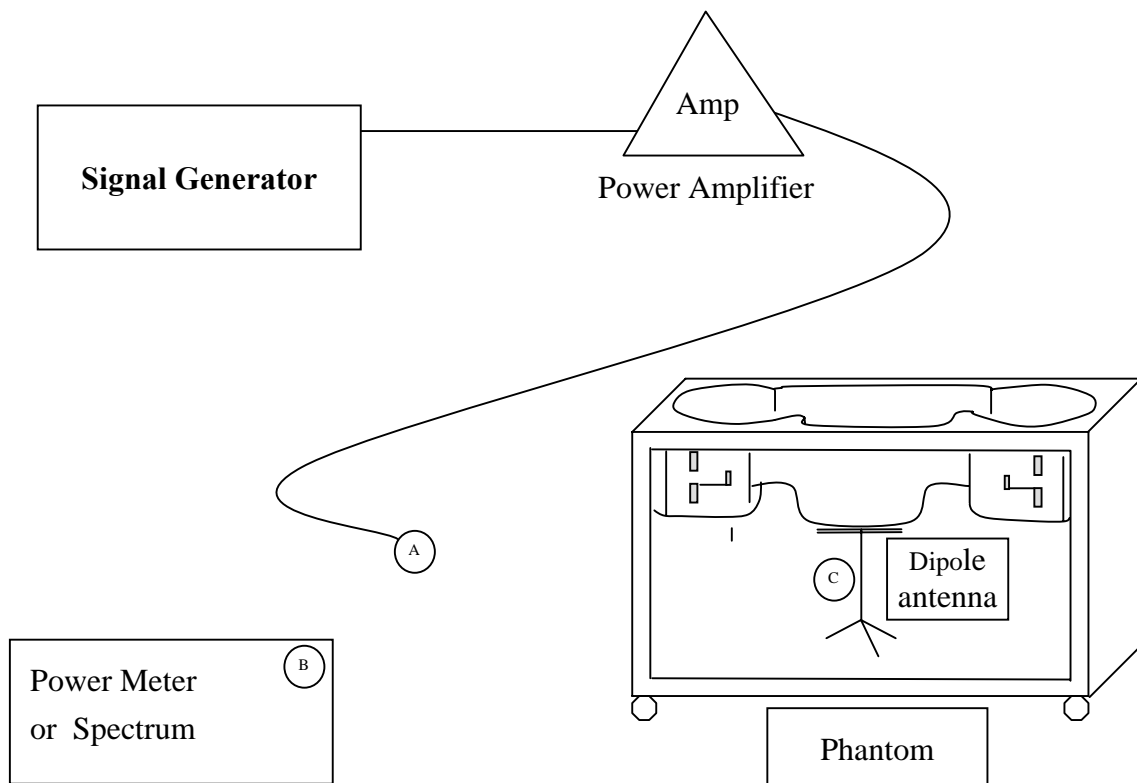 Amp
Signal Generator
Power Amplifier
A
C
Dipole
antenna
B
Power Meter
or Spectrum
Phantom